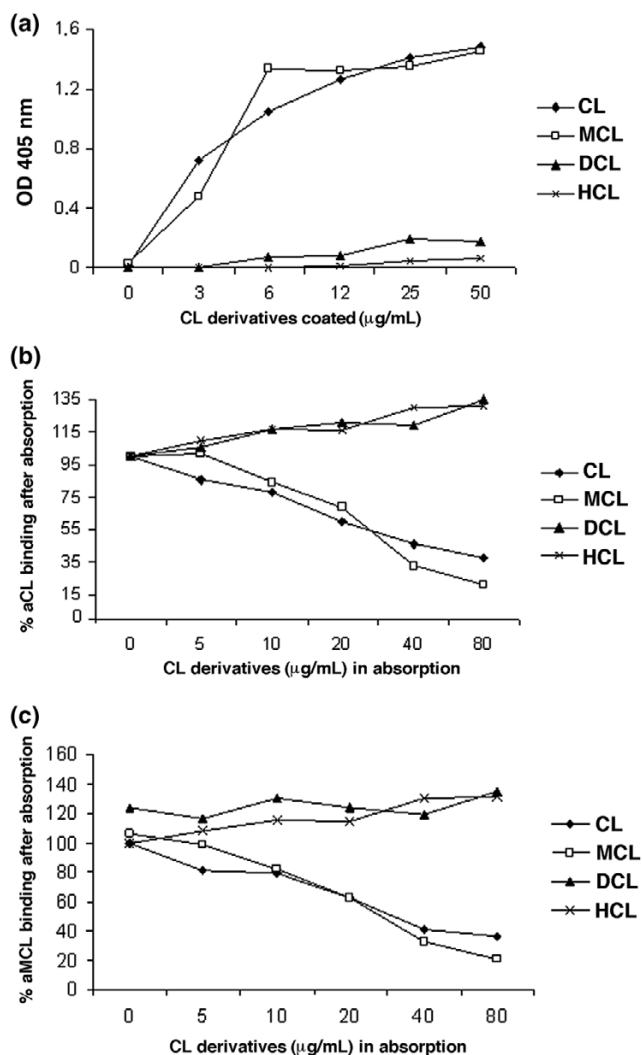 (a)
1.6
1.2
0.8
0.4
0
OD 405 nm
0 3 6 12 25 50
CL derivatives coated (μg/mL)
CL
MCL
DCL
HCL
(b)
135
115
95
75
55
35
15
0
% aCL binding after absorption
0 5 10 20 40 80
CL derivatives (μg/mL) in absorption
CL
MCL
DCL
HCL
(c)
160
140
120
100
80
60
40
20
0
% aMCL binding after absorption
0 5 10 20 40 80
CL derivatives (μg/mL) in absorption
CL
MCL
DCL
HCL